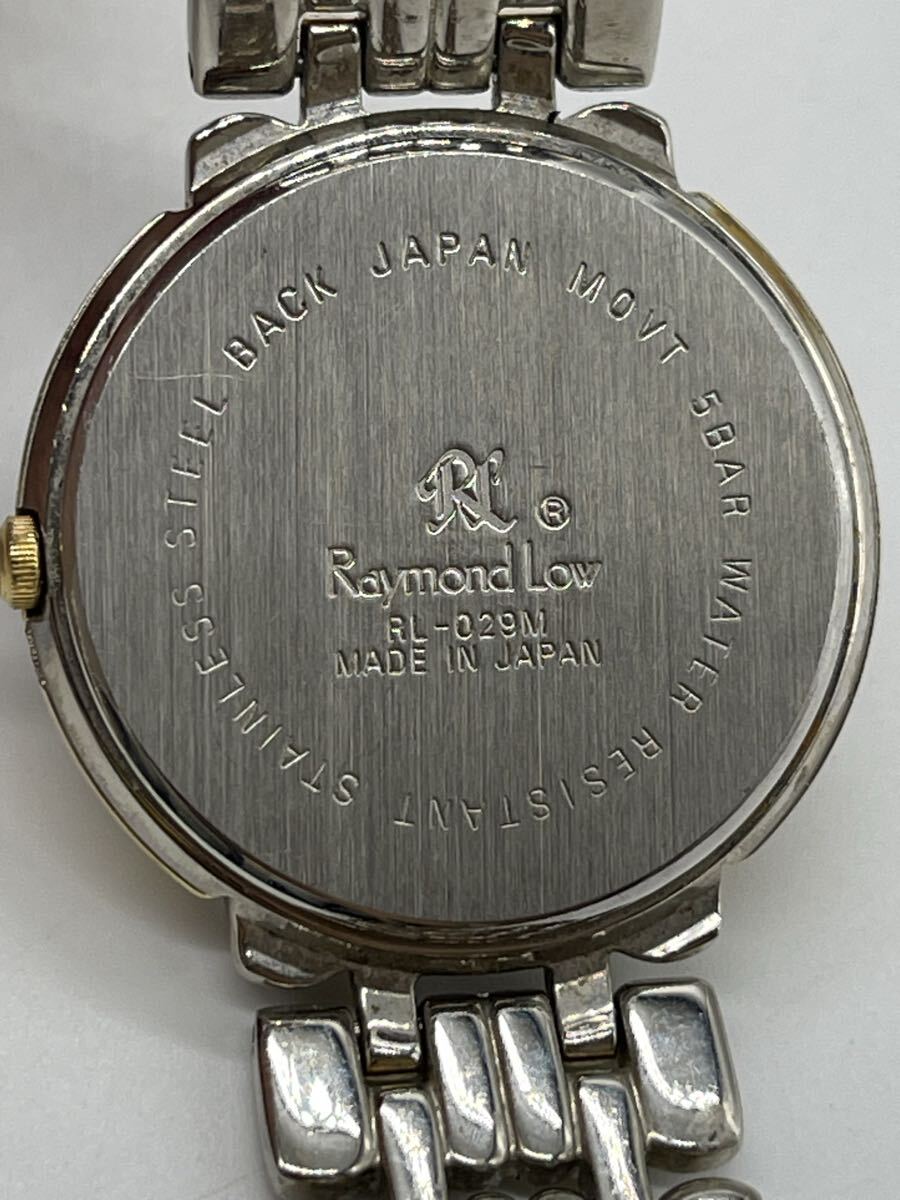 STAINLESS STEEL BACK JAPAN MOVT 5BAR WATER RESISTANT
RL ®
Raymond Low
RL-029M
MADE IN JAPAN